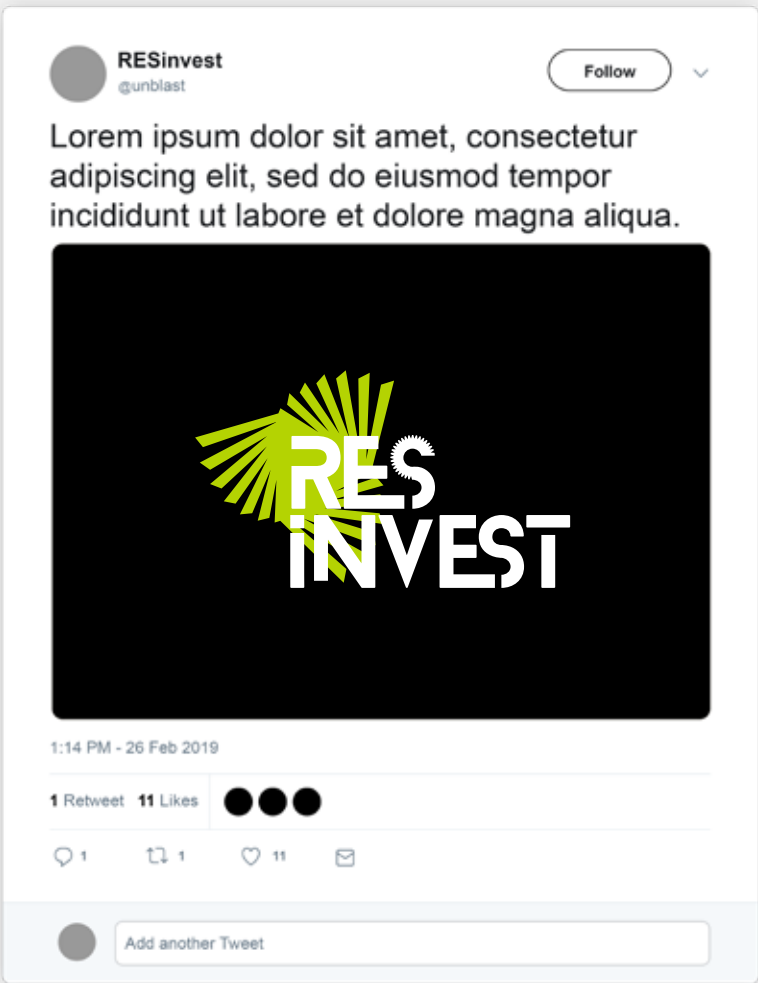 RESinvest
@unblast
Follow
Lorem ipsum dolor sit amet, consectetur
adipiscing elit, sed do eiusmod tempor
incididunt ut labore et dolore magna aliqua.
RES
iNVEST
1:14 PM - 26 Feb 2019
1 Retweet 11 Likes
1 1 11
Add another Tweet